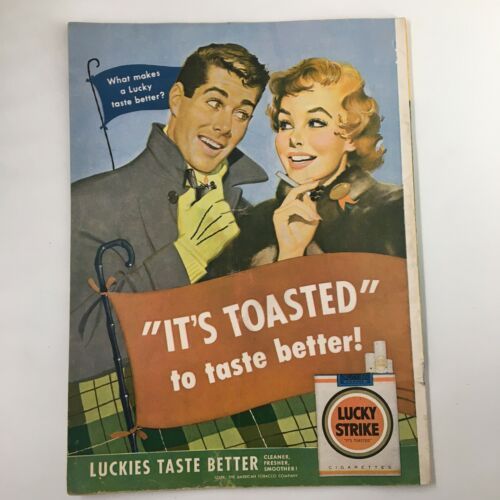 What makes
a Lucky
taste better?
"IT'S TOASTED"
to taste better!
LUCKY
STRIKE
"IT'S TOASTED"
CIGARETTES
LUCKIES TASTE BETTER
CLEANER,
FRESHER,
SMOOTHER!
COPR., THE AMERICAN TOBACCO COMPANY